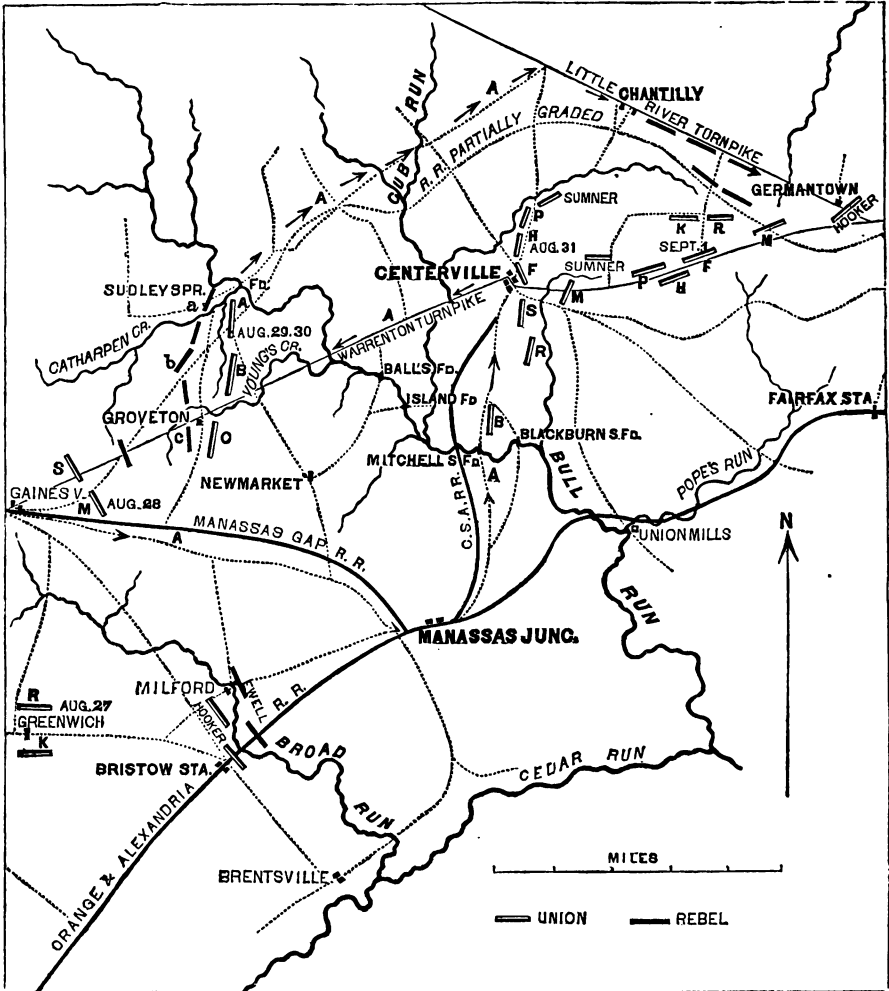 LITTLE RIVER TURNPIKE
CHANTILLY
A
CUB RUN
R. R. PARTIALLY GRADED
GERMANTOWN
HOOKER
SUMNER
P
K
R
A
H
AUG. 31
SEPT. 1
M
F
CENTERVILLE
F
SUMNER
P
H
M
SUDLEY SPR.
FD.
a
A
S
A
WARRENTON TURNPIKE
AUG. 29.30
CATHARPEN CR.
YOUNG'S CR.
b
B
R
BALL'S FD.
ISLAND FD
FAIRFAX STA.
GROVETON
C
O
B
BLACKBURN S. FD.
MITCHELL S FD
S
NEWMARKET
A
BULL RUN
POPE'S RUN
GAINES V.
M
AUG. 28
A
C. S. A. R.R.
A
MANASSAS GAP R. R.
UNION MILLS
N
MANASSAS JUNC.
MILFORD
EWELL
HOOKER
R
AUG. 27
GREENWICH
K
BROAD RUN
BRISTOW STA.
CEDAR RUN
ORANGE & ALEXANDRIA R. R.
BRENTSVILLE
MILES
UNION
REBEL